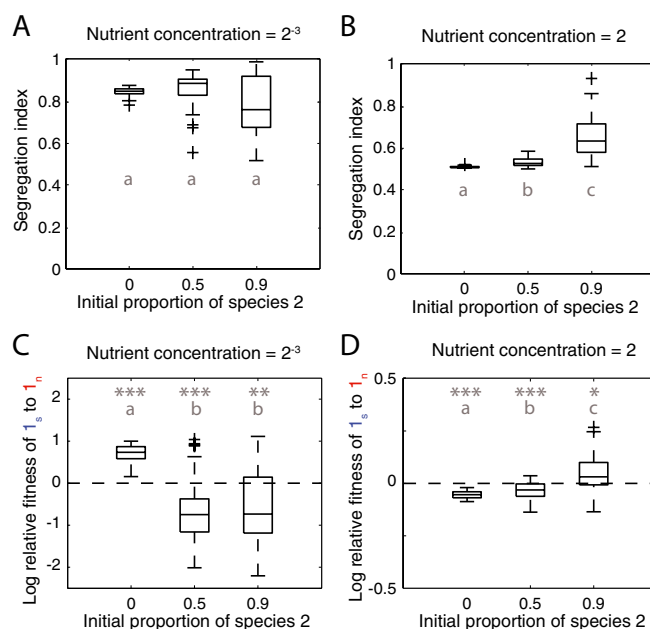 A
Nutrient concentration = 2⁻³
Segregation index
1
0.8
0.6
0.4
0.2
0
a
a
a
0
0.5
0.9
Initial proportion of species 2
B
Nutrient concentration = 2
Segregation index
1
0.8
0.6
0.4
0.2
0
a
b
c
0
0.5
0.9
Initial proportion of species 2
C
Nutrient concentration = 2⁻³
Log relative fitness of 1ₛ to 1ₙ
2
1
0
-1
-2
***
***
**
a
b
b
0
0.5
0.9
Initial proportion of species 2
D
Nutrient concentration = 2
Log relative fitness of 1ₛ to 1ₙ
0.5
0
-0.5
***
***
*
a
b
c
0
0.5
0.9
Initial proportion of species 2